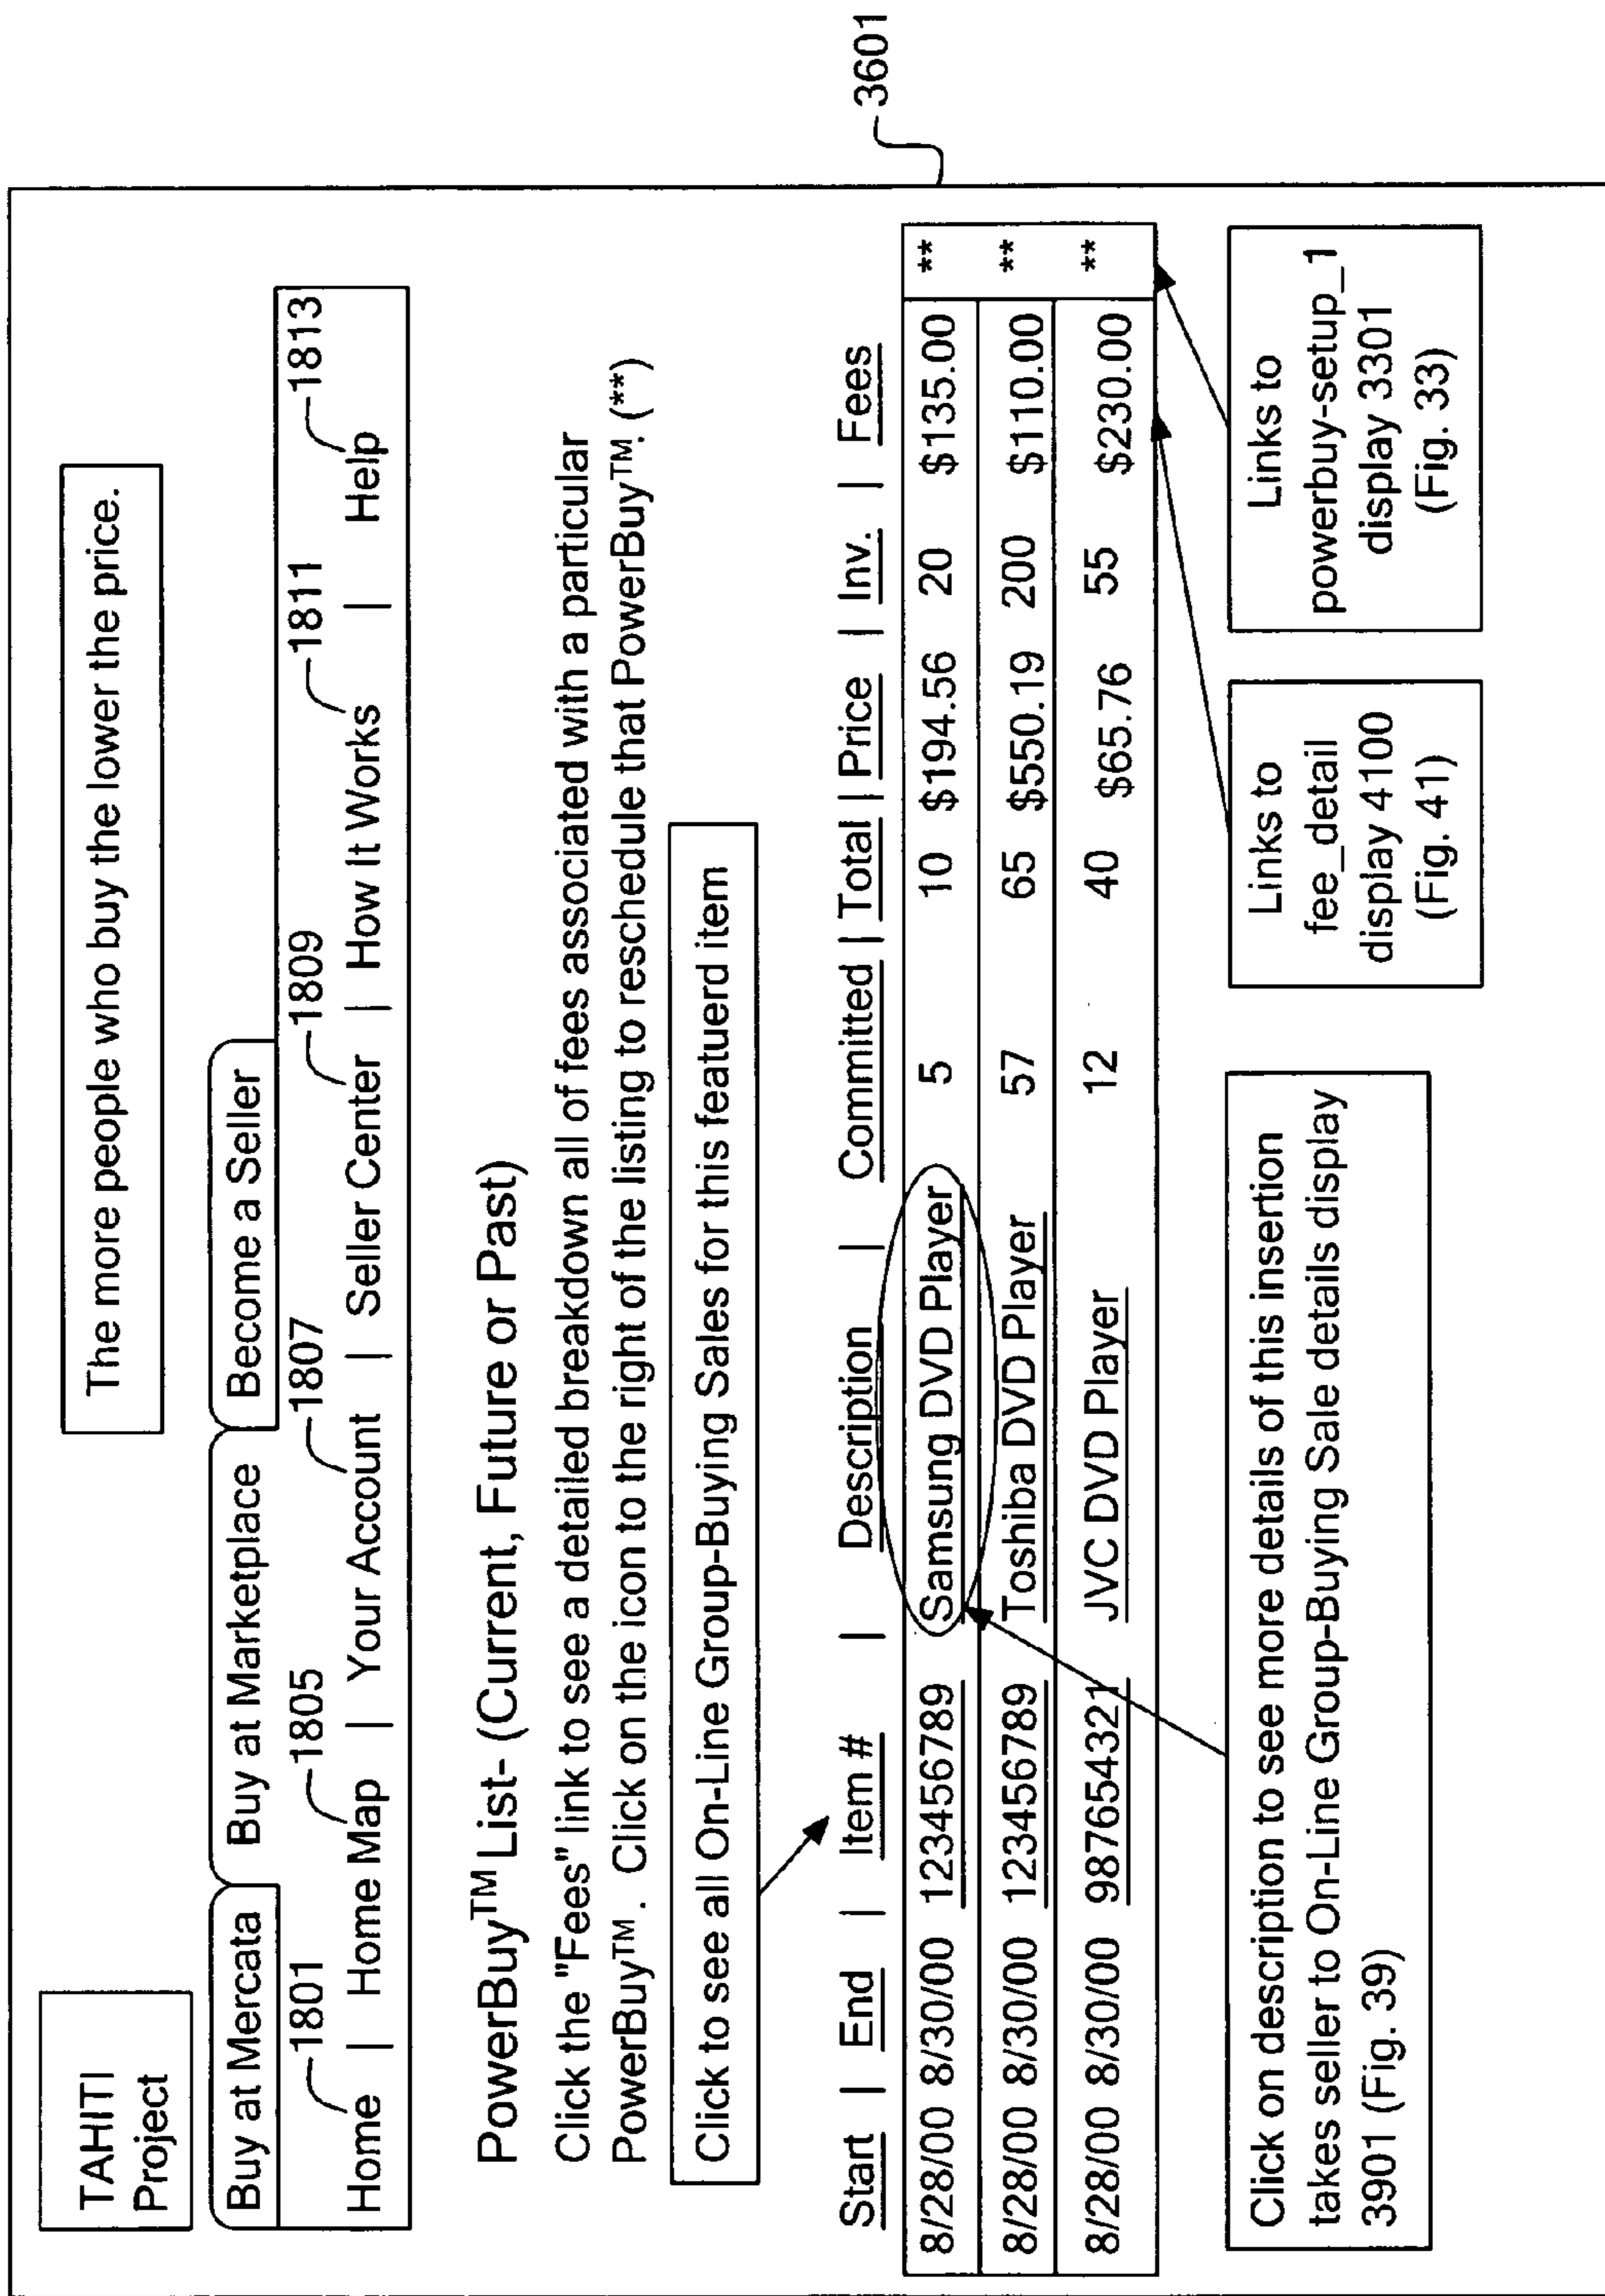 TAHITI
Project
The more people who buy the lower the price.
Buy at Mercata
Buy at Marketplace
Become a Seller
1801
1805
1807
1809
1811
1813
Home | Home Map | Your Account | Seller Center | How It Works | Help
PowerBuy™ List- (Current, Future or Past)
Click the "Fees" link to see a detailed breakdown all of fees associated with a particular
PowerBuy™. Click on the icon to the right of the listing to reschedule that PowerBuy™. (**)
Click to see all On-Line Group-Buying Sales for this featuerd item
3601
Start | End | Item # | Description | Committed | Total | Price | Inv. | Fees
8/28/00 8/30/00 123456789 Samsung DVD Player 5 10 $194.56 20 $135.00 **
8/28/00 8/30/00 123456789 Toshiba DVD Player 57 65 $550.19 200 $110.00 **
8/28/00 8/30/00 987654321 JVC DVD Player 12 40 $65.76 55 $230.00 **
Click on description to see more details of this insertion
takes seller to On-Line Group-Buying Sale details display
3901 (Fig. 39)
Links to
fee_detail
display 4100
(Fig. 41)
Links to
powerbuy-setup_1
display 3301
(Fig. 33)